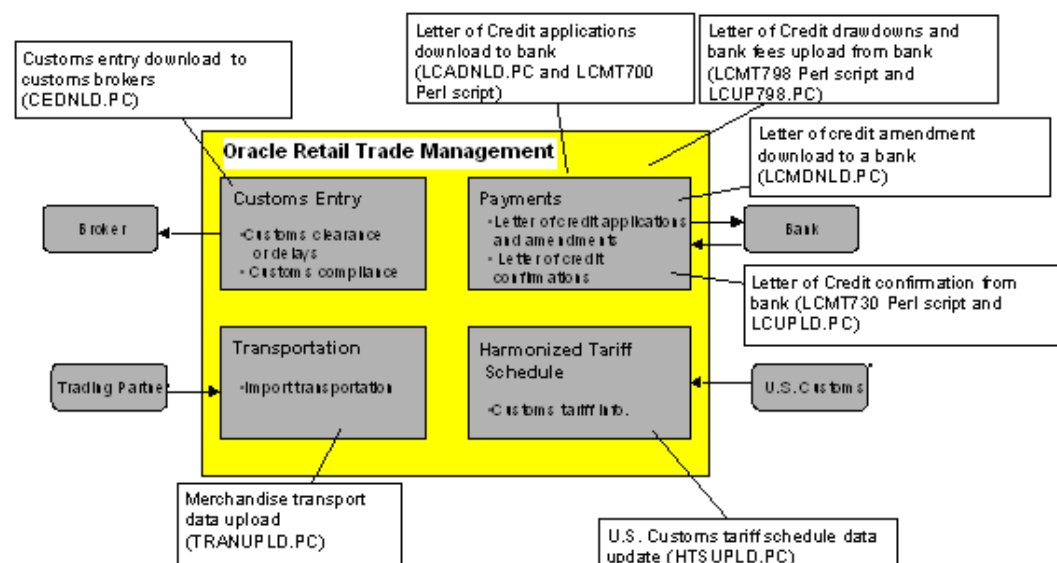 Customs entry download to
customs brokers
(CEDNLD.PC)
Letter of Credit applications
download to bank
(LCADNLD.PC and LCMT700
Perl script)
Letter of Credit drawdowns and
bank fees upload from bank
(LCMT798 Perl script and
LCUP798.PC)
Letter of credit amendment
download to a bank
(LCMDNLD.PC)
Oracle Retail Trade Management
Customs Entry
•Customs clearance
or delays
• Customs compliance
Payments
•Letter of credit applications
and amendments
• Letter of credit
confirmations
Broker
Bank
Letter of Credit confirmation from
bank (LCMT730 Perl script and
LCUPLD.PC)
Transportation
•Import transportation
Harmonized Tariff
Schedule
•Customs tariff Info.
Trading Partner
U.S. Customs
Merchandise transport
data upload
(TRANUPLD.PC)
U.S. Customs tariff schedule data
update (HTSUPLD.PC)